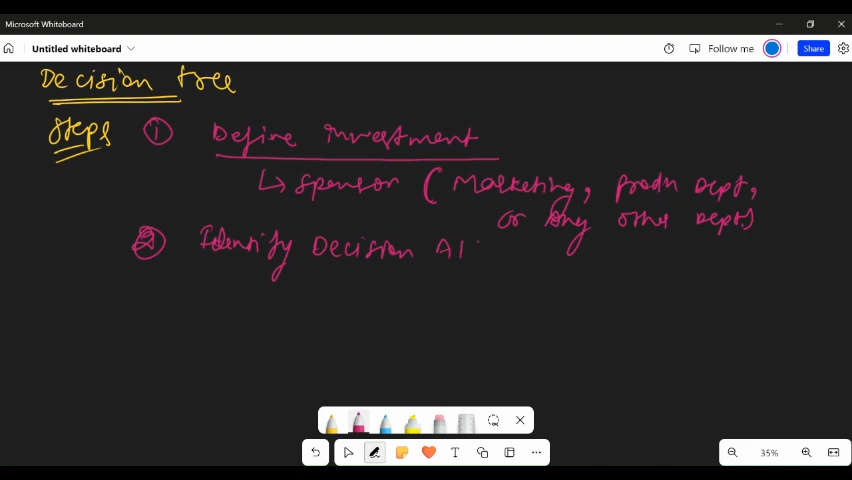 Microsoft Whiteboard
Untitled whiteboard
Follow me
Share
Decision tree
Steps ① Define investment
↳ Sponsor (Marketing, prodn Dept,
or any other Dept)
② Identify Decision Al
35%